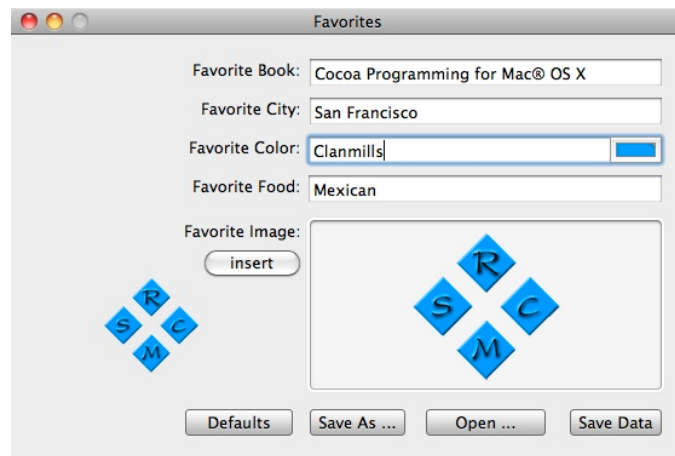 Favorites
Favorite Book: Cocoa Programming for Mac® OS X
Favorite City: San Francisco
Favorite Color: Clanmills
Favorite Food: Mexican
Favorite Image:
insert
R
S C
M
R
S C
M
Defaults Save As ... Open ... Save Data